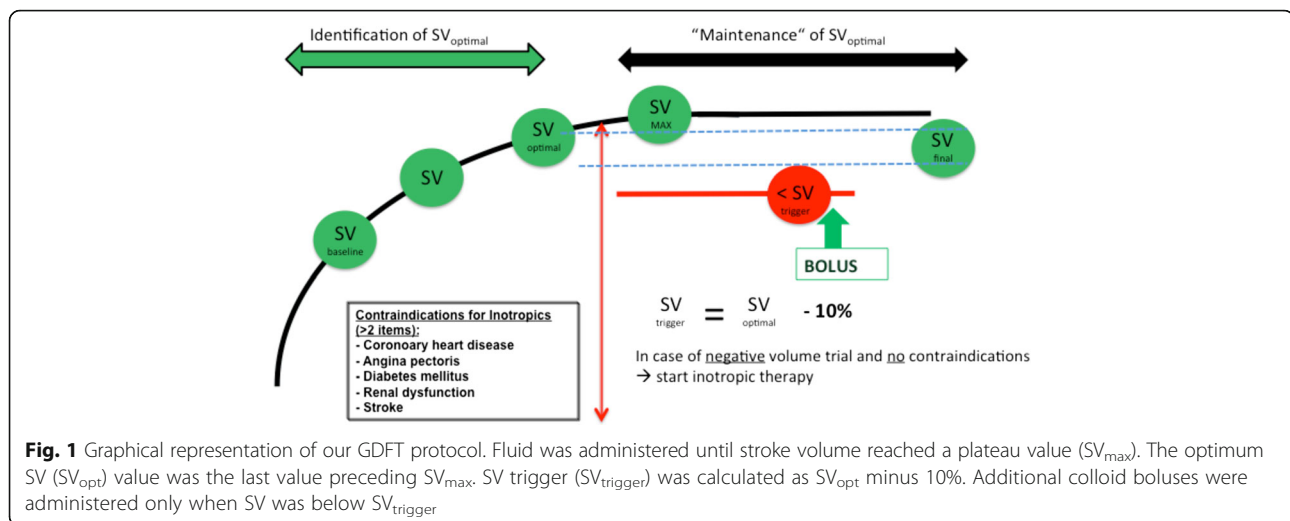 Identification of SVoptimal
“Maintenance“ of SVoptimal
SV
MAX
SV
optimal
SV
final
SV
< SV
trigger
SV
baseline
BOLUS
SV
trigger
=
SV
optimal
- 10%
Contraindications for Inotropics
(>2 items):
- Coronoary heart disease
- Angina pectoris
- Diabetes mellitus
- Renal dysfunction
- Stroke
In case of negative volume trial and no contraindications
→ start inotropic therapy
Fig. 1 Graphical representation of our GDFT protocol. Fluid was administered until stroke volume reached a plateau value (SVmax). The optimum
SV (SVopt) value was the last value preceding SVmax. SV trigger (SVtrigger) was calculated as SVopt minus 10%. Additional colloid boluses were
administered only when SV was below SVtrigger